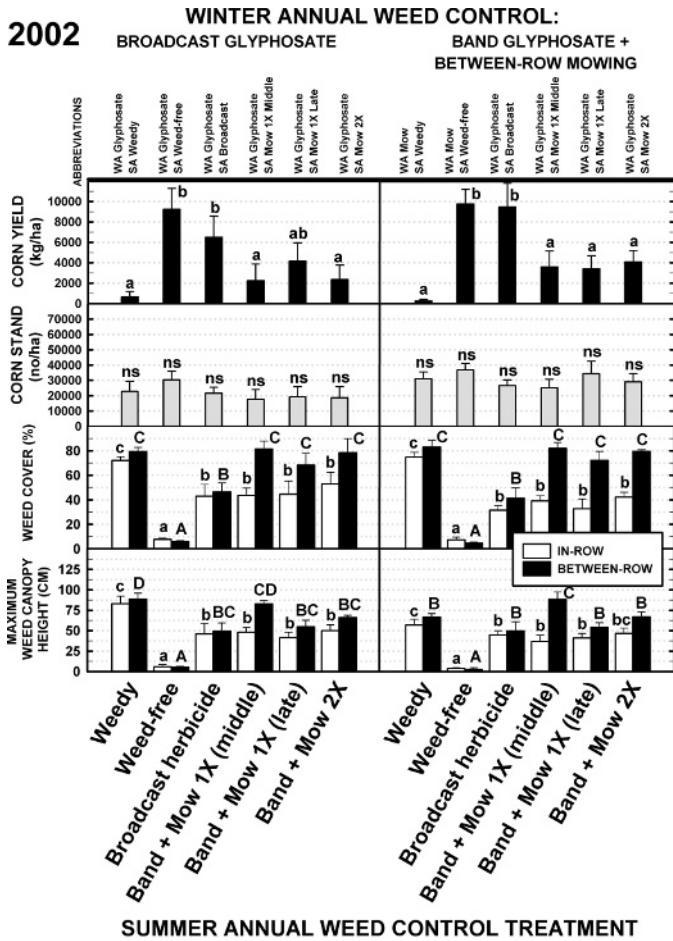 2002
WINTER ANNUAL WEED CONTROL:
BROADCAST GLYPHOSATE
BAND GLYPHOSATE +
BETWEEN-ROW MOWING
ABBREVIATIONS
WA Glyphosate
SA Weedy
WA Glyphosate
SA Weed-free
WA Glyphosate
SA Broadcast
WA Glyphosate
SA Mow 1X Middle
WA Glyphosate
SA Mow 1X Late
WA Glyphosate
SA Mow 2X
WA Mow
SA Weedy
WA Mow
SA Weed-free
WA Glyphosate
SA Broadcast
WA Glyphosate
SA Mow 1X Middle
WA Glyphosate
SA Mow 1X Late
WA Glyphosate
SA Mow 2X
CORN YIELD
(kg/ha)
10000
8000
6000
4000
2000
0
a b b a ab a
a b b a a a
CORN STAND
(no/ha)
70000
60000
50000
40000
30000
20000
10000
0
ns ns ns ns ns ns
ns ns ns ns ns ns
WEED COVER (%)
80
60
40
20
0
c C a A b B b C b C b C
c C a A b B b C b C b C
IN-ROW
BETWEEN-ROW
MAXIMUM
WEED CANOPY
HEIGHT (CM)
125
100
75
50
25
0
c D a A b BC b CD b BC b BC
c B a A b B b C b B bc B
Weedy
Weed-free
Broadcast herbicide
Band + Mow 1X (middle)
Band + Mow 1X (late)
Band + Mow 2X
Weedy
Weed-free
Broadcast herbicide
Band + Mow 1X (middle)
Band + Mow 1X (late)
Band + Mow 2X
SUMMER ANNUAL WEED CONTROL TREATMENT